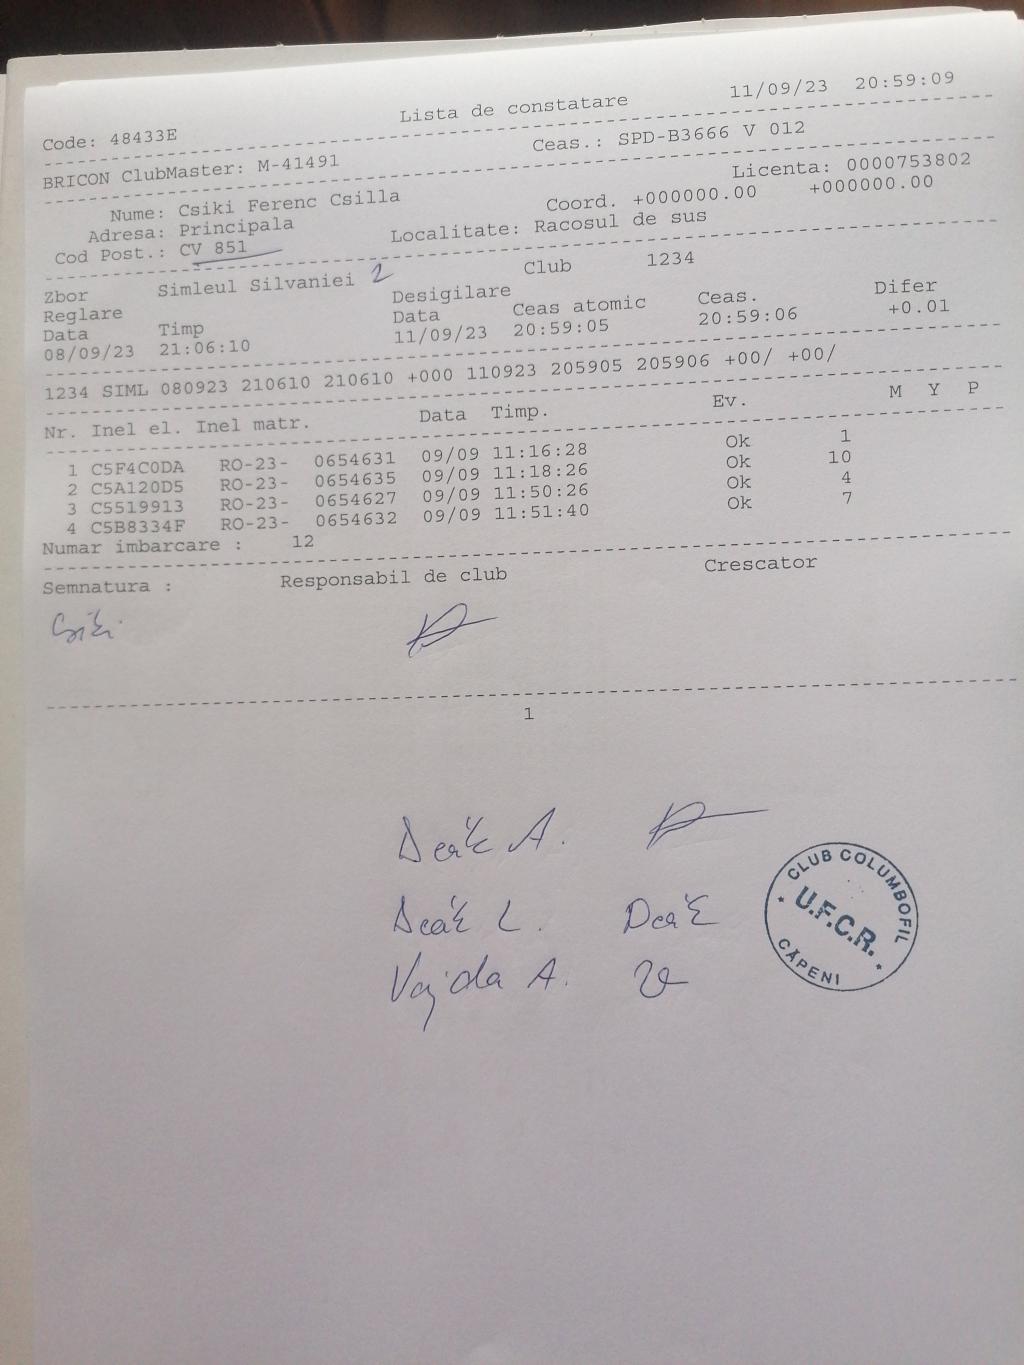 Lista de constatare 11/09/23 20:59:09
Code: 48433E
Ceas.: SPD-B3666 V 012
BRICON ClubMaster: M-41491
Licenta: 0000753802
Nume: Csiki Ferenc Csilla Coord. +000000.00 +000000.00
Adresa: Principala
Cod Post.: CV 851 Localitate: Racosul de sus
Zbor Simleul Silvaniei 2 Club 1234
Reglare Desigilare
Data Timp Data Ceas atomic Ceas. Difer
08/09/23 21:06:10 11/09/23 20:59:05 20:59:06 +0.01
1234 SIML 080923 210610 210610 +000 110923 205905 205906 +00/ +00/
Nr. Inel el. Inel matr. Data Timp. Ev. M Y P
1 C5F4C0DA RO-23- 0654631 09/09 11:16:28 Ok 1
2 C5A120D5 RO-23- 0654635 09/09 11:18:26 Ok 10
3 C5519913 RO-23- 0654627 09/09 11:50:26 Ok 4
4 C5B8334F RO-23- 0654632 09/09 11:51:40 Ok 7
Numar imbarcare : 12
Semnatura : Responsabil de club Crescator
Csiki
1
Deák A.
Deák L. Deák
Vajda A.
CLUB COLUMBOFIL
U.F.C.R.
CĂPENI